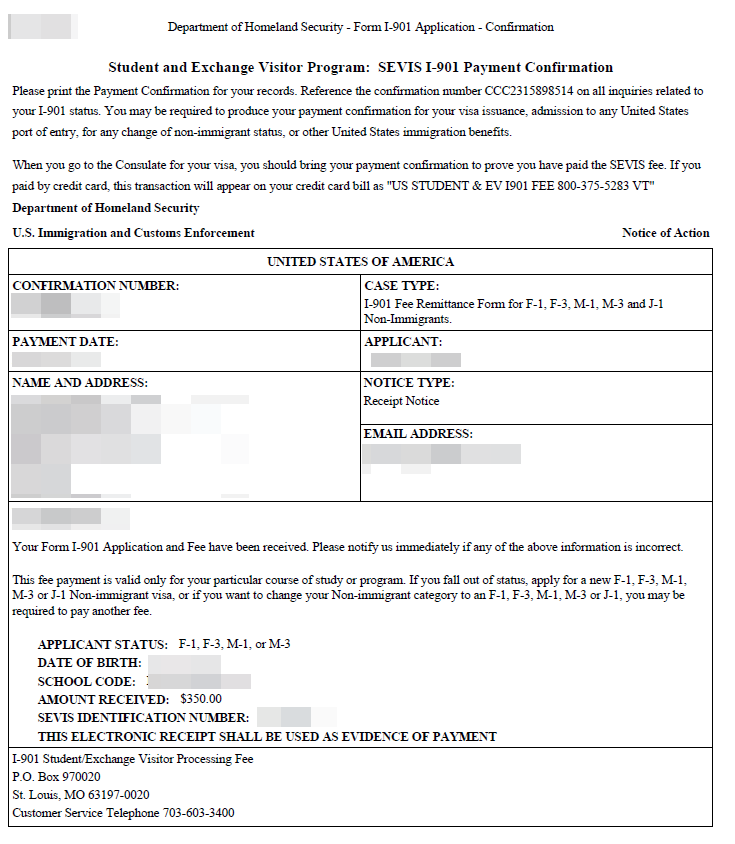 Department of Homeland Security - Form I-901 Application - Confirmation
Student and Exchange Visitor Program: SEVIS I-901 Payment Confirmation
Please print the Payment Confirmation for your records. Reference the confirmation number CCC2315898514 on all inquiries related to
your I-901 status. You may be required to produce your payment confirmation for your visa issuance, admission to any United States
port of entry, for any change of non-immigrant status, or other United States immigration benefits.
When you go to the Consulate for your visa, you should bring your payment confirmation to prove you have paid the SEVIS fee. If you
paid by credit card, this transaction will appear on your credit card bill as "US STUDENT & EV I901 FEE 800-375-5283 VT"
Department of Homeland Security
U.S. Immigration and Customs Enforcement Notice of Action
UNITED STATES OF AMERICA
CONFIRMATION NUMBER:
CASE TYPE:
I-901 Fee Remittance Form for F-1, F-3, M-1, M-3 and J-1
Non-Immigrants.
PAYMENT DATE:
APPLICANT:
NAME AND ADDRESS:
NOTICE TYPE:
Receipt Notice
EMAIL ADDRESS:
Your Form I-901 Application and Fee have been received. Please notify us immediately if any of the above information is incorrect.
This fee payment is valid only for your particular course of study or program. If you fall out of status, apply for a new F-1, F-3, M-1,
M-3 or J-1 Non-immigrant visa, or if you want to change your Non-immigrant category to an F-1, F-3, M-1, M-3 or J-1, you may be
required to pay another fee.
APPLICANT STATUS: F-1, F-3, M-1, or M-3
DATE OF BIRTH:
SCHOOL CODE:
AMOUNT RECEIVED: $350.00
SEVIS IDENTIFICATION NUMBER:
THIS ELECTRONIC RECEIPT SHALL BE USED AS EVIDENCE OF PAYMENT
I-901 Student/Exchange Visitor Processing Fee
P.O. Box 970020
St. Louis, MO 63197-0020
Customer Service Telephone 703-603-3400